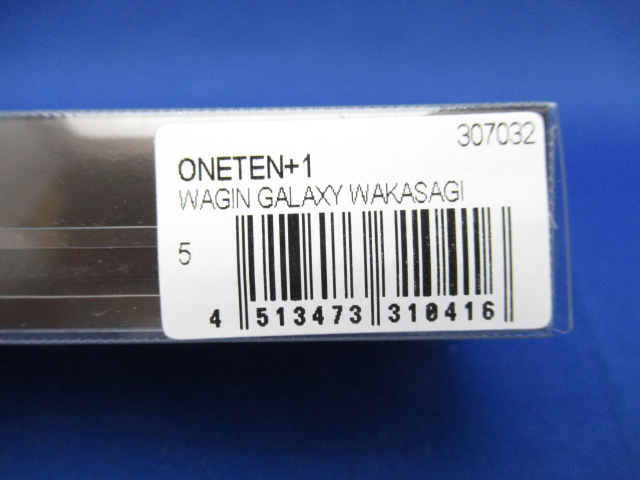 307032
ONETEN+1
WAGIN GALAXY WAKASAGI
5
4 513473 310416